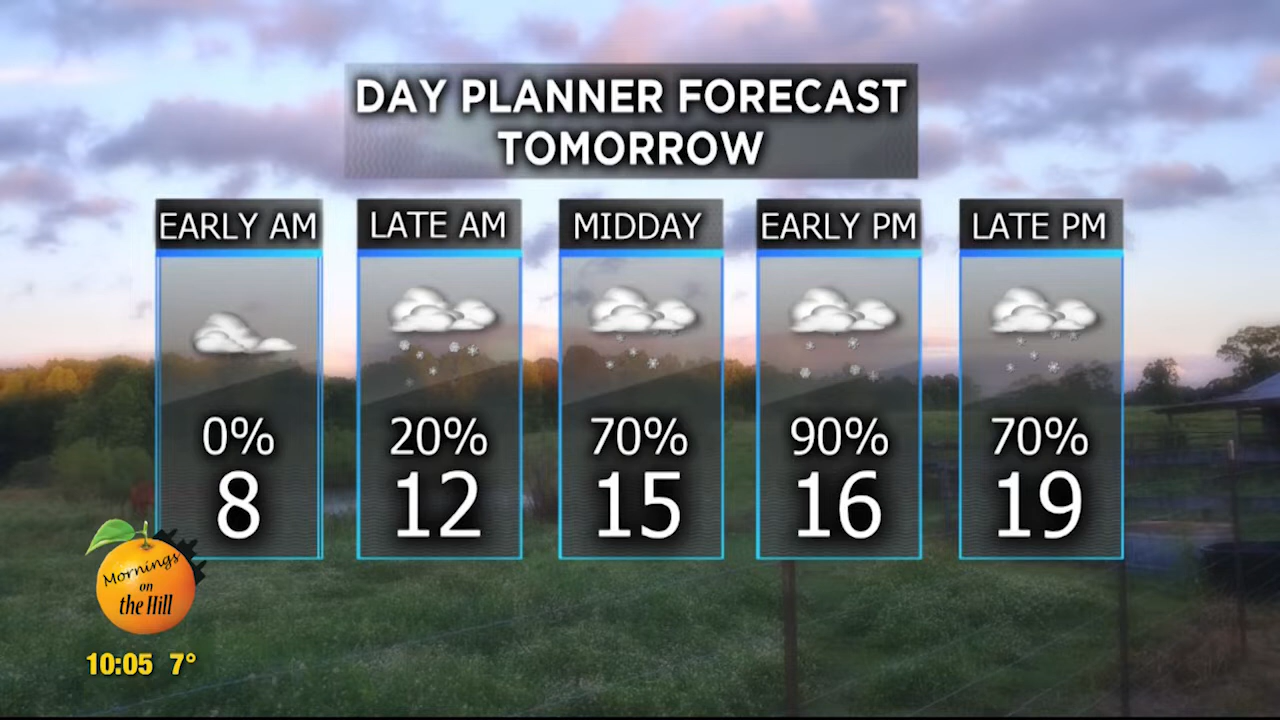 DAY PLANNER FORECAST
TOMORROW
EARLY AM
LATE AM
MIDDAY
EARLY PM
LATE PM
0%
20%
70%
90%
70%
8
12
15
16
19
Mornings
on
the Hill
10:05 7°